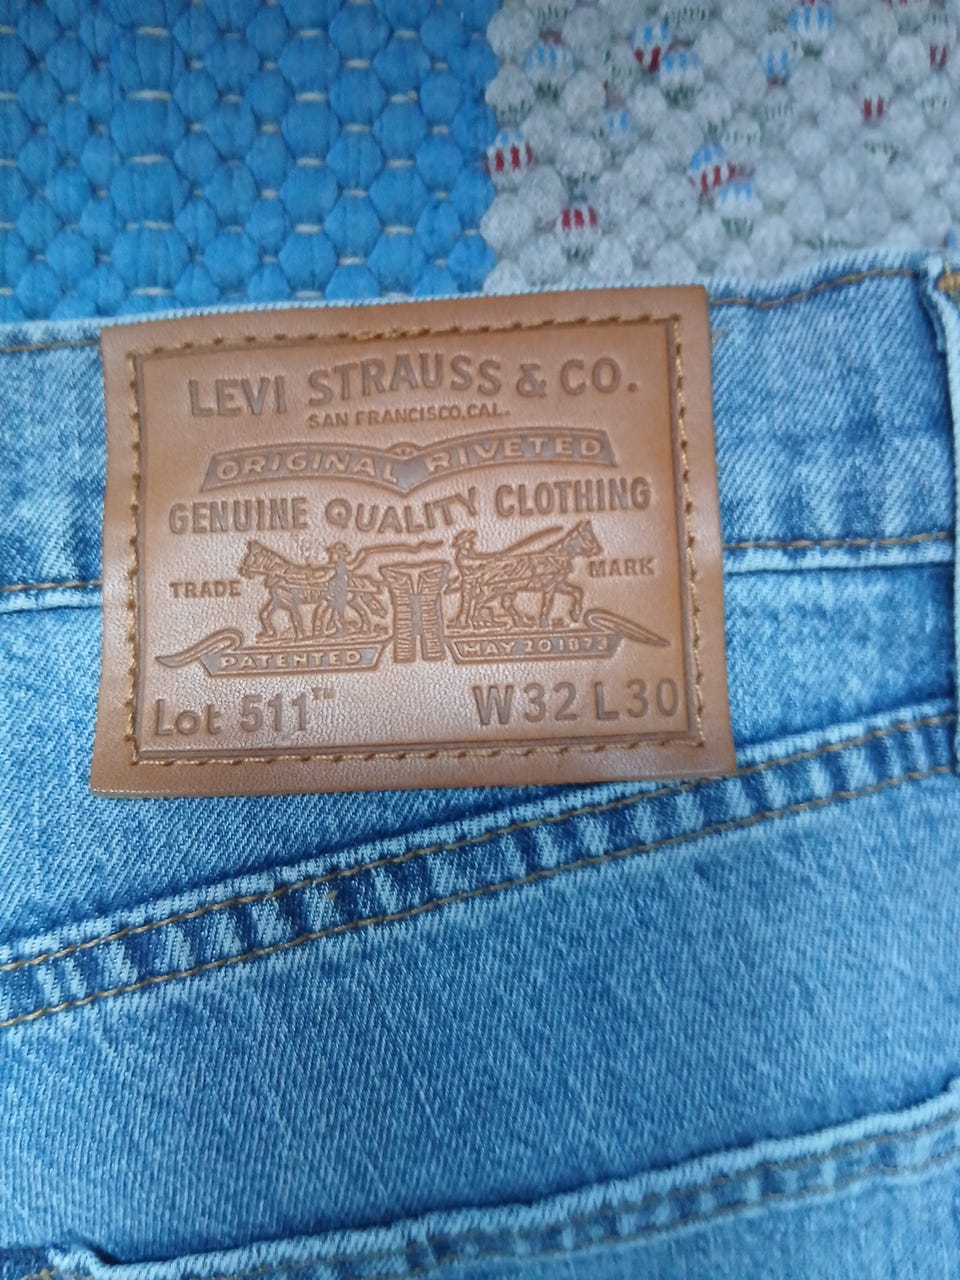 LEVI STRAUSS & CO.
SAN FRANCISCO, CAL.
ORIGINAL RIVETED
GENUINE QUALITY CLOTHING
TRADE MARK
PATENTED MAY 20 1873
Lot 511™ W32 L30